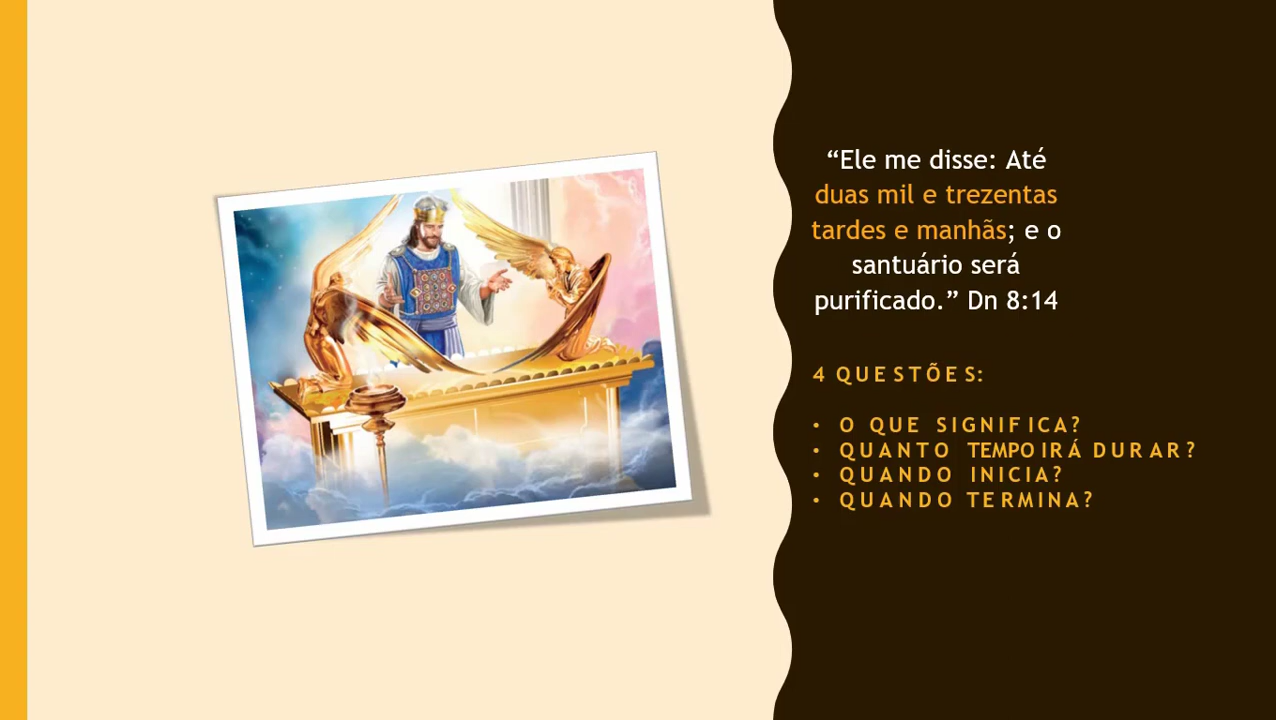 “Ele me disse: Até
duas mil e trezentas
tardes e manhãs; e o
santuário será
purificado.” Dn 8:14
4 QUESTÕES:
• O QUE SIGNIFICA?
• QUANTO TEMPO IRÁ DURAR?
• QUANDO INICIA?
• QUANDO TERMINA?